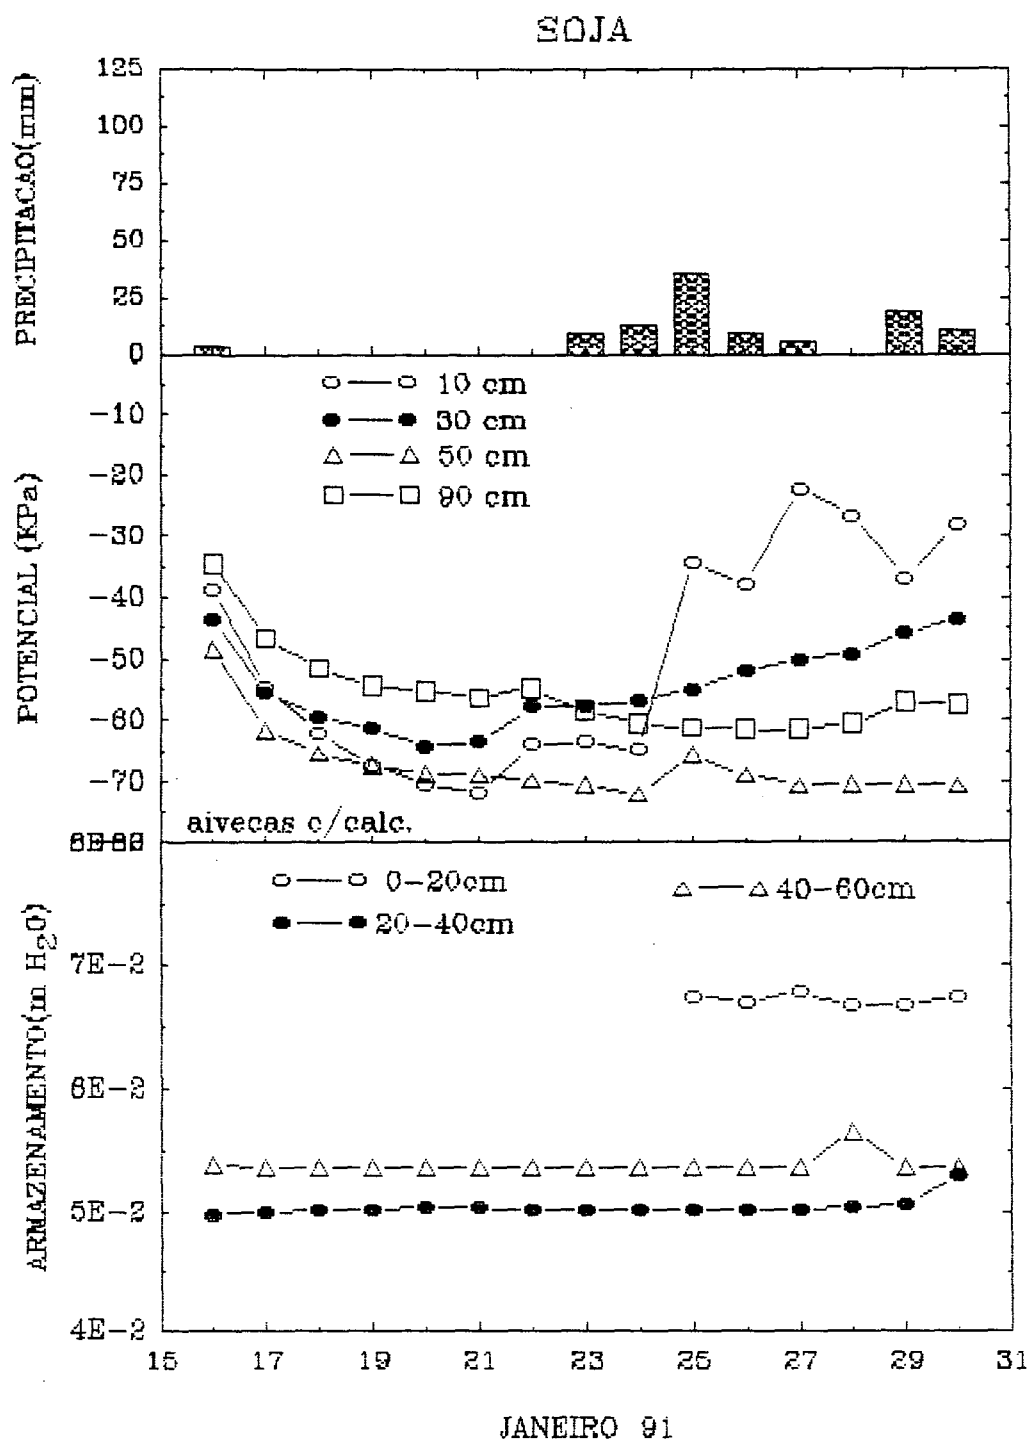 SOJA
PRECIPITACAO(mm)
125
100
75
50
25
0
POTENCIAL (KPa)
10 cm
30 cm
50 cm
90 cm
-10
-20
-30
-40
-50
-60
-70
aivecas c/calc.
ARMAZENAMENTO(m H2O)
0-20cm
40-60cm
20-40cm
7E-2
6E-2
5E-2
4E-2
15 17 19 21 23 25 27 29 31
JANEIRO 91